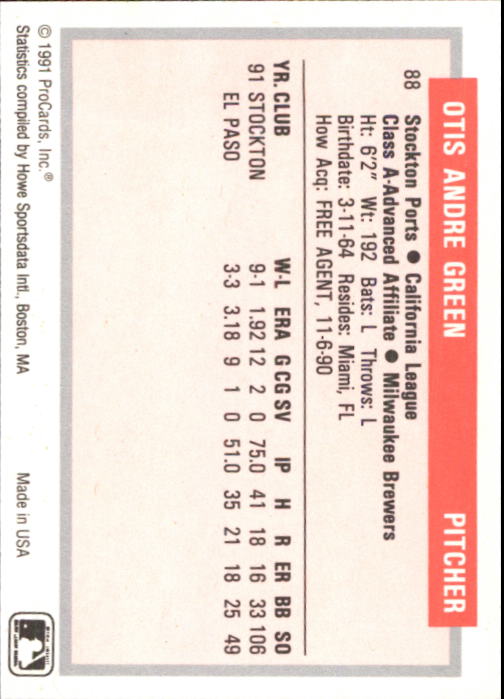 OTIS ANDRE GREEN PITCHER
88 Stockton Ports ● California League
Class A-Advanced Affiliate ● Milwaukee Brewers
Ht: 6'2" Wt: 192 Bats: L Throws: L
Birthdate: 3-11-64 Resides: Miami, FL
How Acq: FREE AGENT, 11-6-90
YR. CLUB W-L ERA G CG SV IP H R ER BB SO
91 STOCKTON 9-1 1.92 12 2 0 75.0 41 18 16 33 106
EL PASO 3-3 3.18 9 1 0 51.0 35 21 18 25 49
© 1991 ProCards, Inc.® Made in USA
Statistics compiled by Howe Sportsdata Intl., Boston, MA